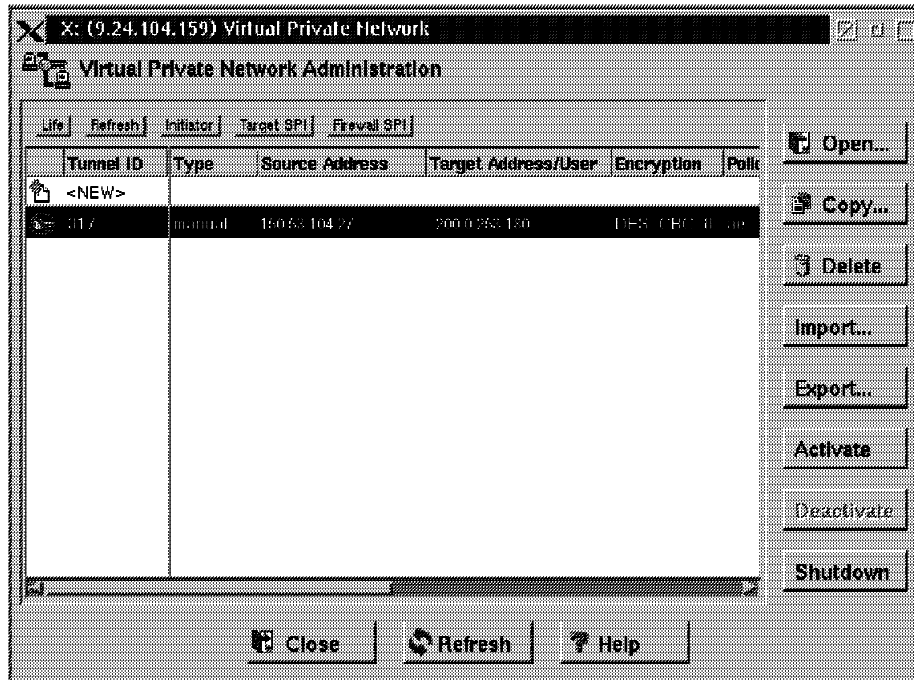 X: (9.24.104.159) Virtual Private Network
Virtual Private Network Administration
Life Refresh Initiator Target SPI Firewall SPI
Tunnel ID Type Source Address Target Address/User Encryption Polic
<NEW>
017 manual
Open...
Copy...
Delete
Import...
Export...
Activate
Deactivate
Shutdown
Close Refresh Help